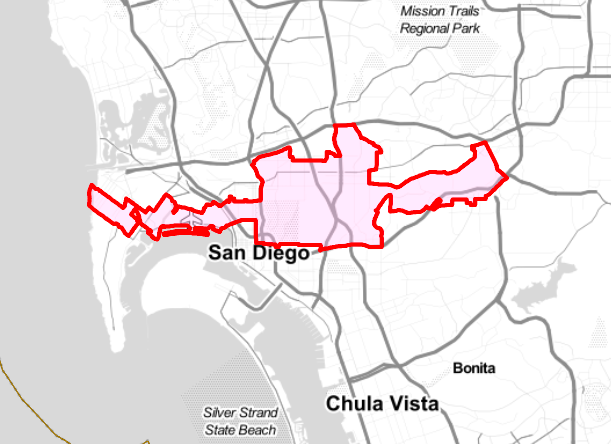 Mission Trails
Regional Park
San Diego
Bonita
Chula Vista
Silver Strand
State Beach